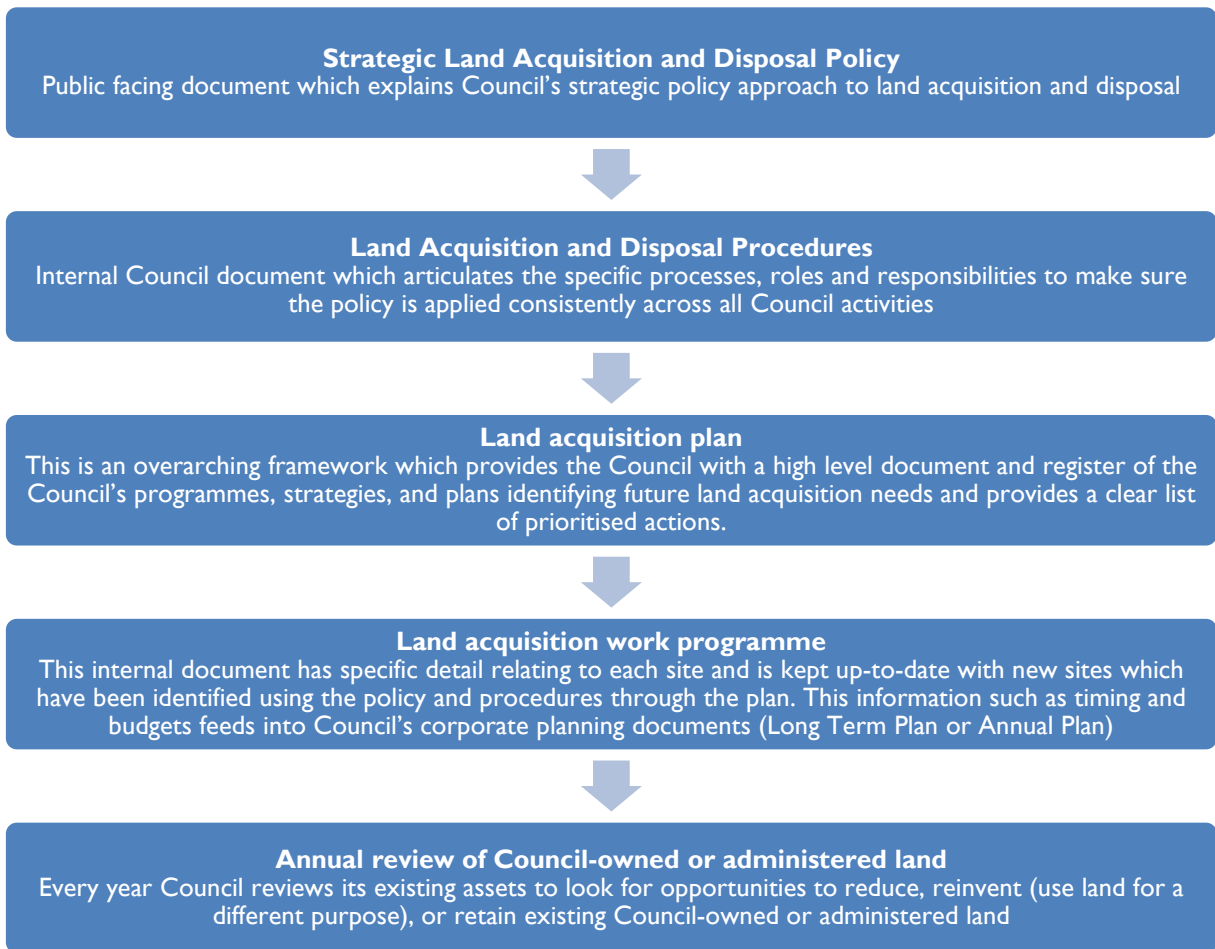 Strategic Land Acquisition and Disposal Policy
Public facing document which explains Council’s strategic policy approach to land acquisition and disposal
Land Acquisition and Disposal Procedures
Internal Council document which articulates the specific processes, roles and responsibilities to make sure
the policy is applied consistently across all Council activities
Land acquisition plan
This is an overarching framework which provides the Council with a high level document and register of the
Council’s programmes, strategies, and plans identifying future land acquisition needs and provides a clear list
of prioritised actions.
Land acquisition work programme
This internal document has specific detail relating to each site and is kept up-to-date with new sites which
have been identified using the policy and procedures through the plan. This information such as timing and
budgets feeds into Council’s corporate planning documents (Long Term Plan or Annual Plan)
Annual review of Council-owned or administered land
Every year Council reviews its existing assets to look for opportunities to reduce, reinvent (use land for a
different purpose), or retain existing Council-owned or administered land